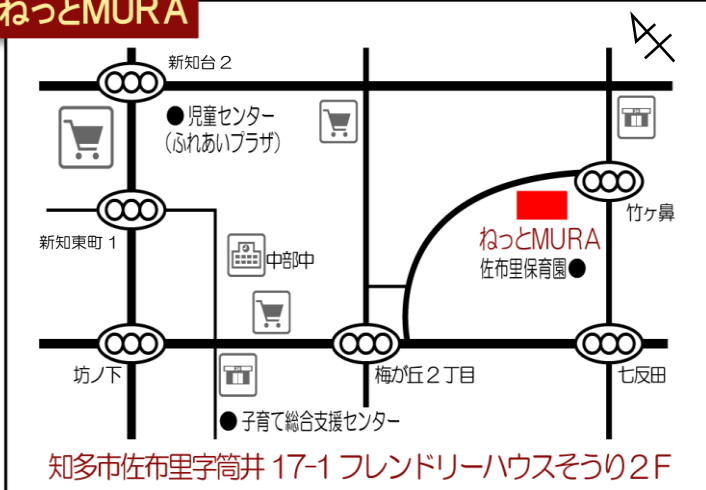 ねっとMURA
新知台2
●児童センター
(ふれあいプラザ)
竹ヶ鼻
新知東町1
中部中
ねっとMURA
佐布里保育園●
坊ノ下
梅が丘2丁目
七反田
●子育て総合支援センター
知多市佐布里字筒井 17-1 フレンドリーハウスそうり2F